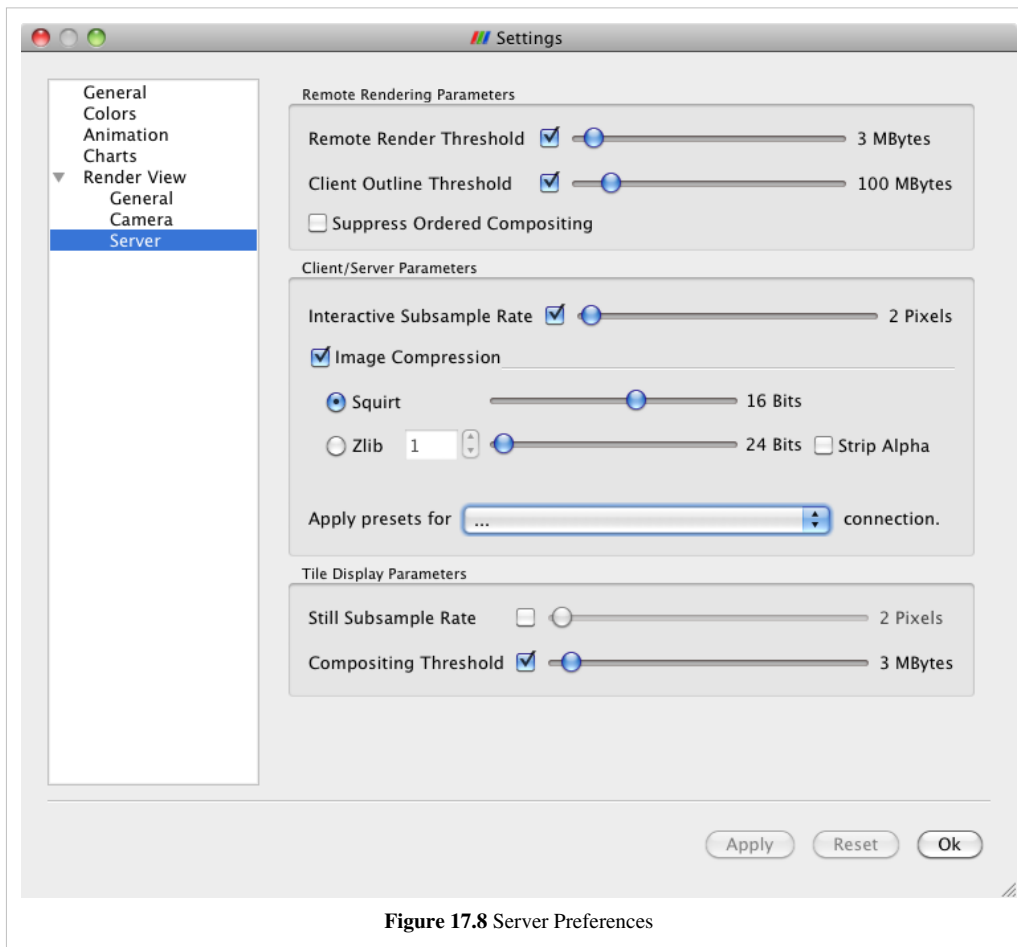 Settings
General
Colors
Animation
Charts
Render View
General
Camera
Server
Remote Rendering Parameters
Remote Render Threshold 3 MBytes
Client Outline Threshold 100 MBytes
Suppress Ordered Compositing
Client/Server Parameters
Interactive Subsample Rate 2 Pixels
Image Compression
Squirt 16 Bits
Zlib 1 24 Bits Strip Alpha
Apply presets for ... connection.
Tile Display Parameters
Still Subsample Rate 2 Pixels
Compositing Threshold 3 MBytes
Apply Reset Ok
Figure 17.8 Server Preferences